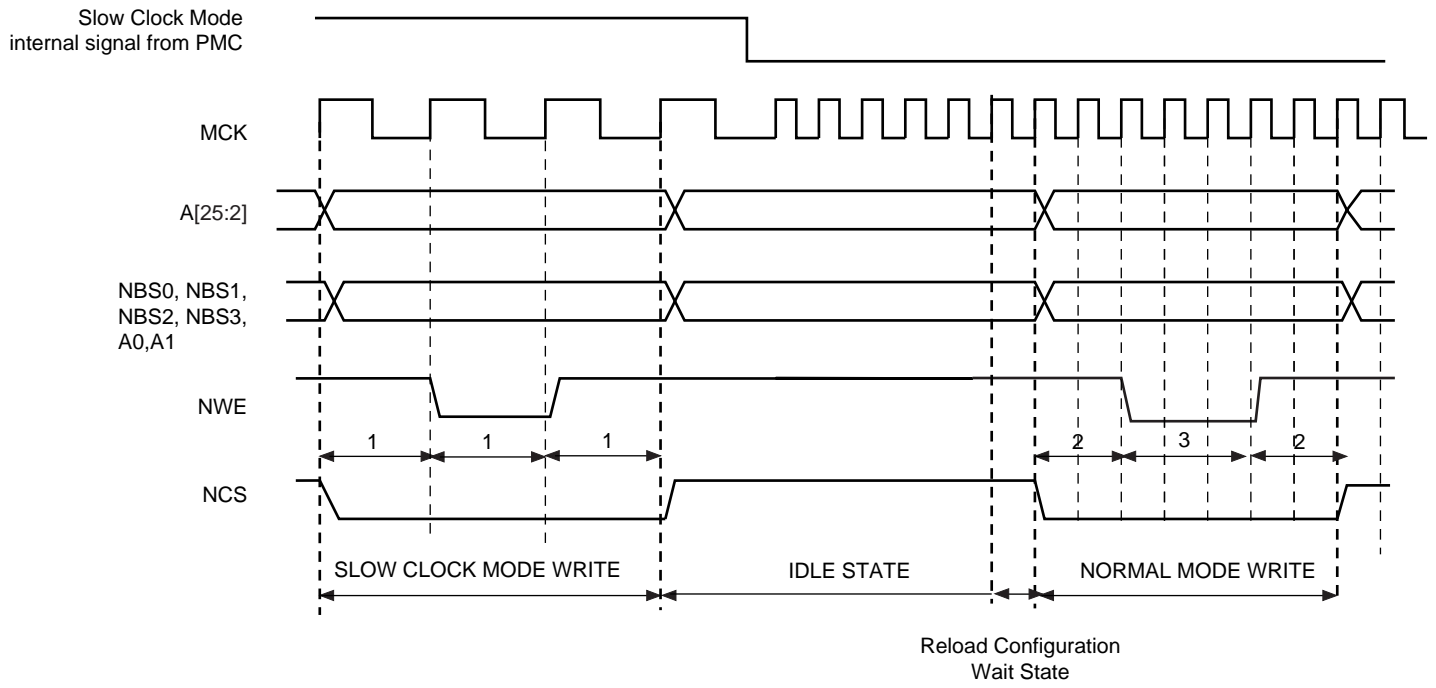 Slow Clock Mode
internal signal from PMC
MCK
A[25:2]
NBS0, NBS1,
NBS2, NBS3,
A0,A1
NWE
1 1 1 2 3 2
NCS
SLOW CLOCK MODE WRITE IDLE STATE NORMAL MODE WRITE
Reload Configuration
Wait State